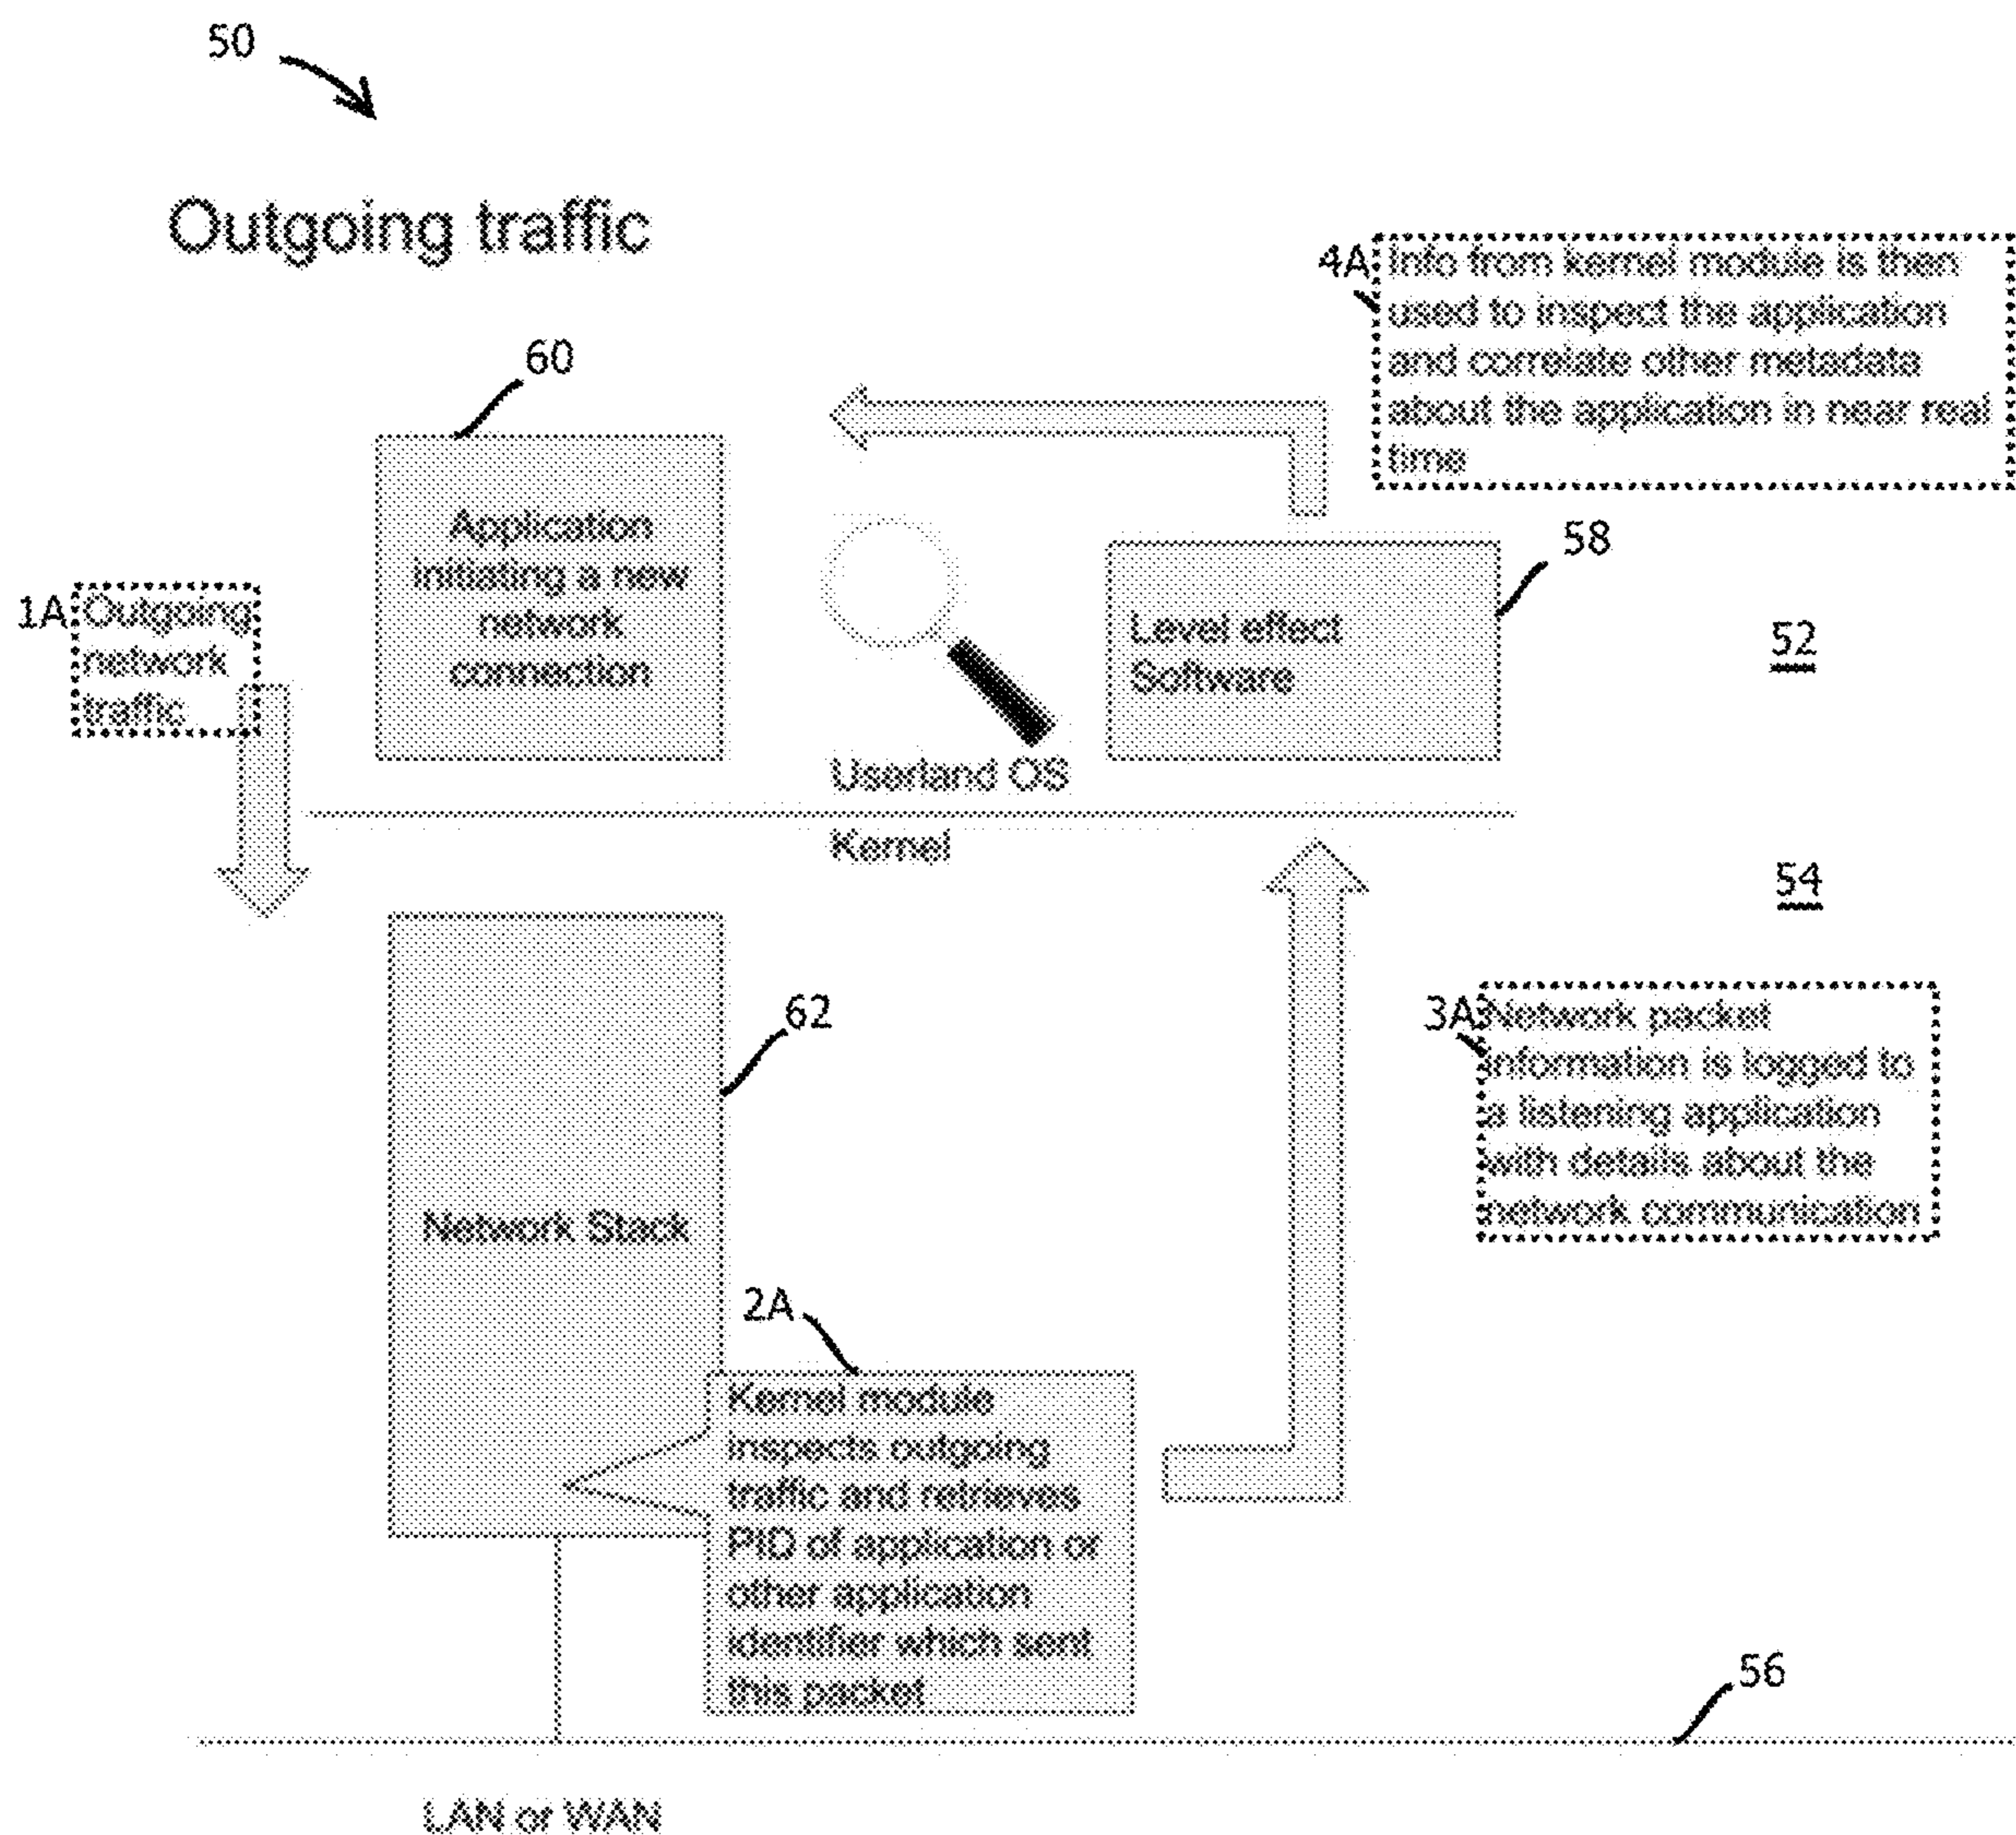 50
Outgoing traffic
4A
Info from kernel module is then
used to inspect the application
and correlate other metadata
about the application in near real
time
60
Application
initiating a new
network
connection
58
Level effect
Software
1A
Outgoing
network
traffic
52
Userland OS
Kernel
54
62
Network Stack
3A
Network packet
information is logged to
a listening application
with details about the
network communication
2A
Kernel module
inspects outgoing
traffic and retrieves
PID of application or
other application
identifier which sent
this packet
56
LAN or WAN